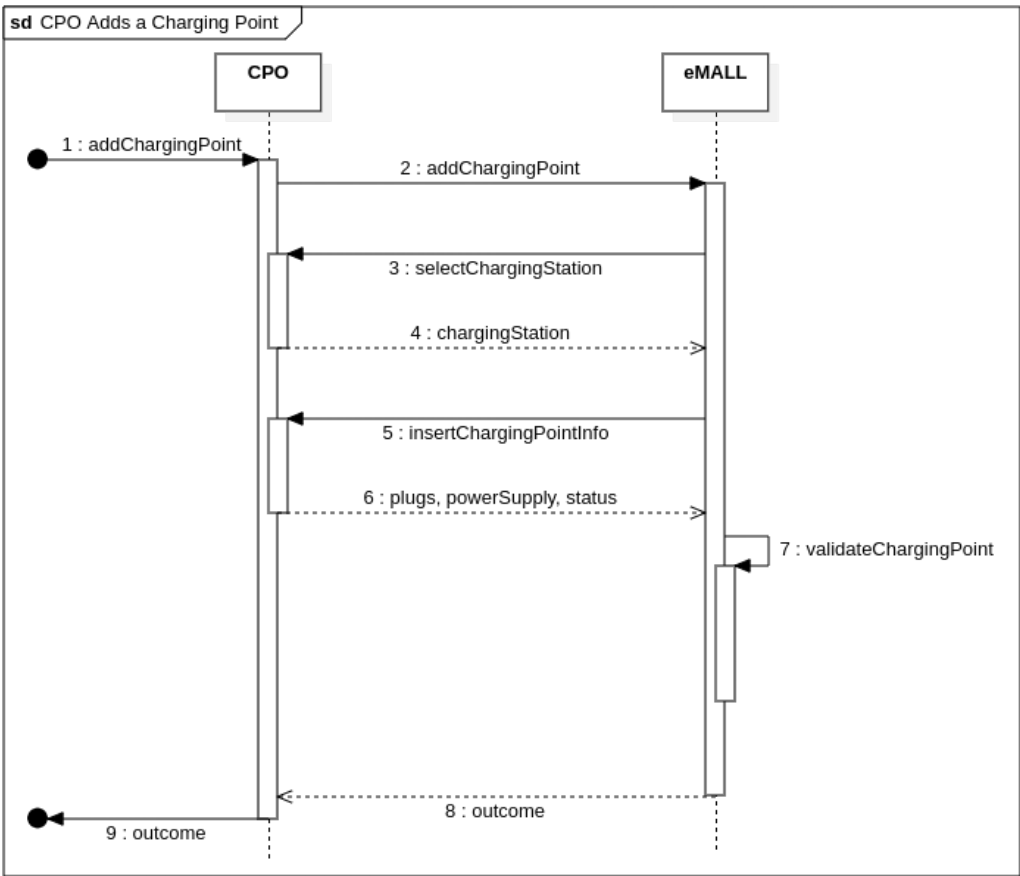 sd CPO Adds a Charging Point
CPO
eMALL
1 : addChargingPoint
2 : addChargingPoint
3 : selectChargingStation
4 : chargingStation
5 : insertChargingPointInfo
6 : plugs, powerSupply, status
7 : validateChargingPoint
8 : outcome
9 : outcome